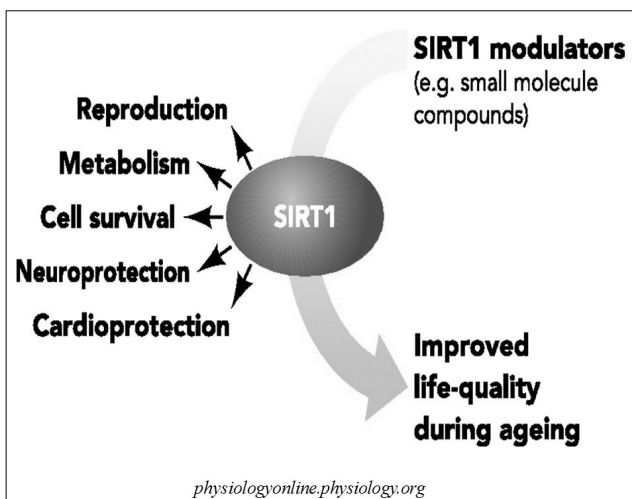 SIRT1 modulators
(e.g. small molecule
compounds)
Reproduction
Metabolism
Cell survival
Neuroprotection
Cardioprotection
SIRT1
Improved
life-quality
during ageing
physiologyonline.physiology.org